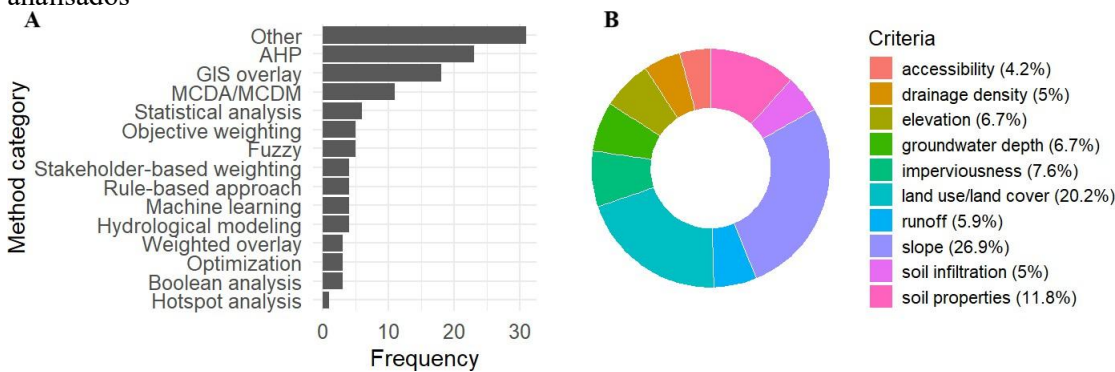 analisados
A
Method category
Other
AHP
GIS overlay
MCDA/MCDM
Statistical analysis
Objective weighting
Fuzzy
Stakeholder-based weighting
Rule-based approach
Machine learning
Hydrological modeling
Weighted overlay
Optimization
Boolean analysis
Hotspot analysis
0 10 20 30
Frequency
B
Criteria
accessibility (4.2%)
drainage density (5%)
elevation (6.7%)
groundwater depth (6.7%)
imperviousness (7.6%)
land use/land cover (20.2%)
runoff (5.9%)
slope (26.9%)
soil infiltration (5%)
soil properties (11.8%)